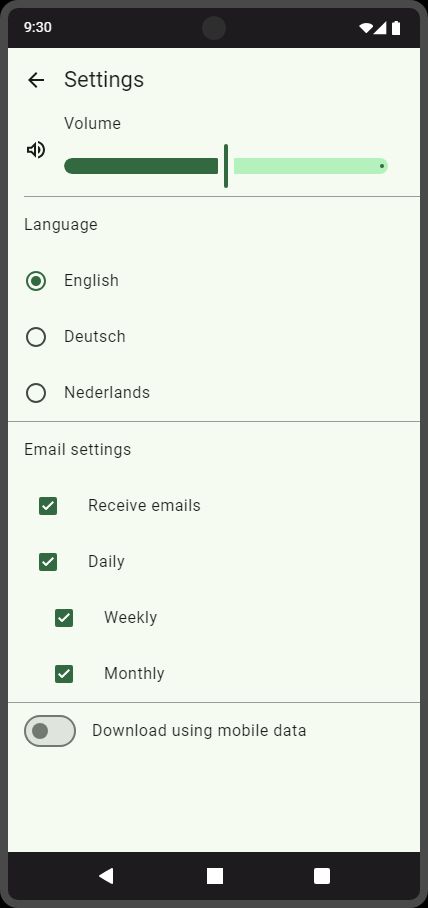 9:30
Settings
Volume
Language
English
Deutsch
Nederlands
Email settings
Receive emails
Daily
Weekly
Monthly
Download using mobile data